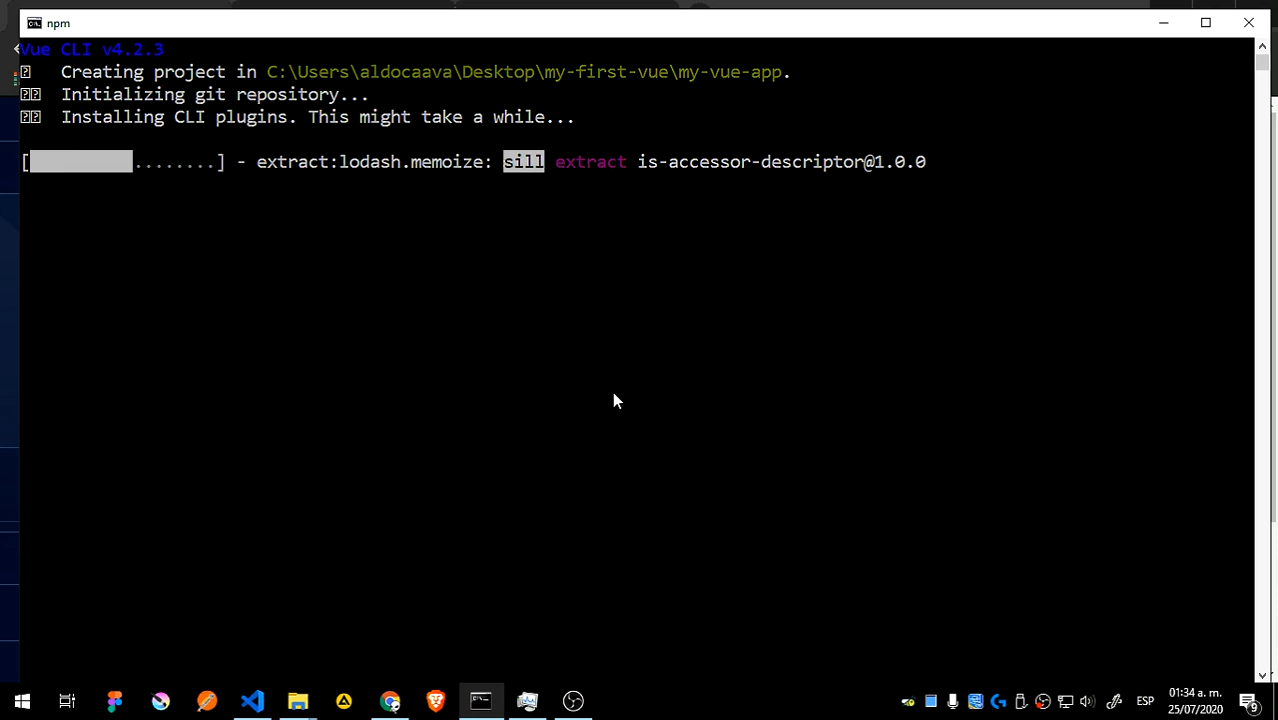 npm
Vue CLI v4.2.3
Creating project in C:\Users\aldocaava\Desktop\my-first-vue\my-vue-app.
Initializing git repository...
Installing CLI plugins. This might take a while...
[          ........] - extract:lodash.memoize: sill extract is-accessor-descriptor@1.0.0
ESP
01:34 a. m.
25/07/2020
9